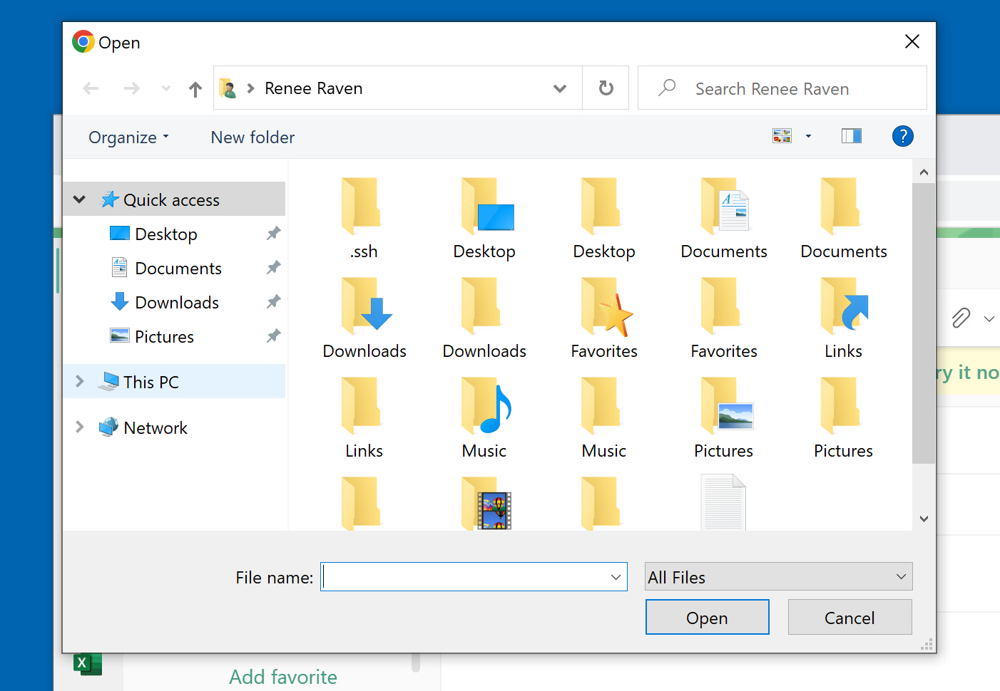 Open
Renee Raven
Search Renee Raven
Organize
New folder
?
Quick access
Desktop
Documents
Downloads
Pictures
This PC
Network
.ssh
Desktop
Desktop
Documents
Documents
Downloads
Downloads
Favorites
Favorites
Links
Links
Music
Music
Pictures
Pictures
ry it no
File name:
All Files
Open
Cancel
X
Add favorite